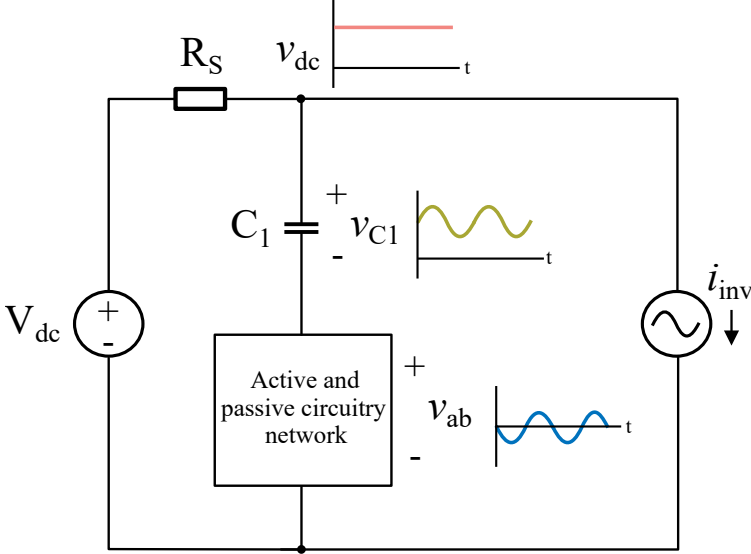 v_dc
t
R_S
+
C_1
v_C1
-
t
i_inv
V_dc
+
-
Active and
passive circuitry
network
+
v_ab
-
t